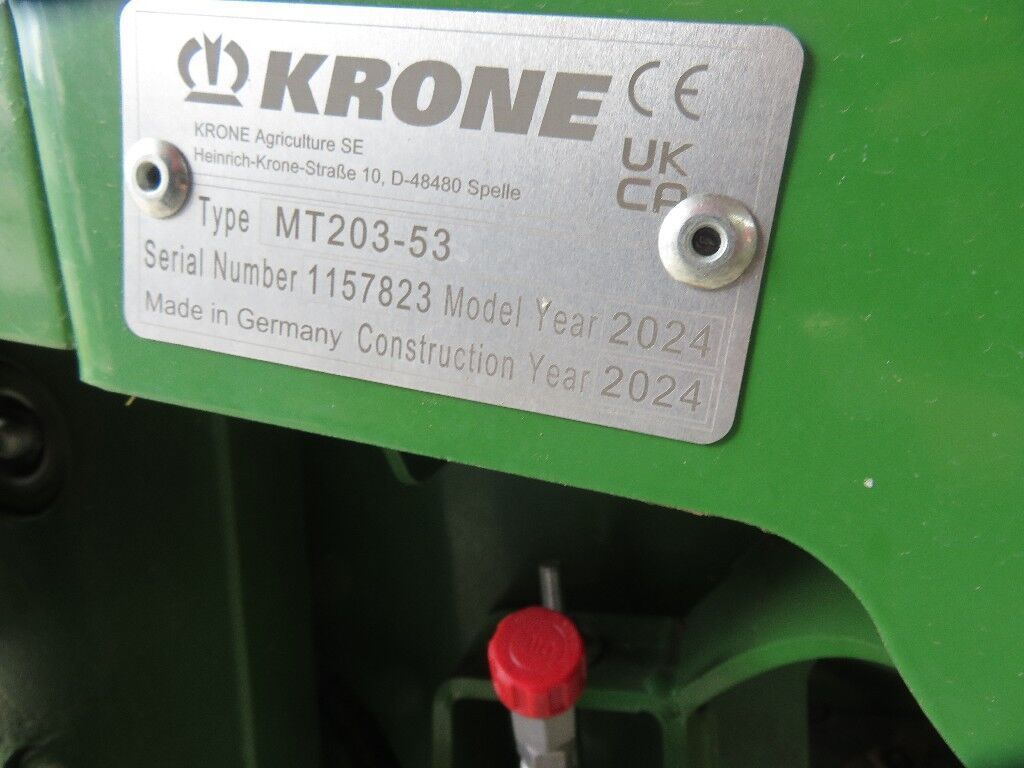 KRONE CE
KRONE Agriculture SE
Heinrich-Krone-Straße 10, D-48480 Spelle
UK
CA
Type MT203-53
Serial Number 1157823 Model Year 2024
Made in Germany Construction Year 2024